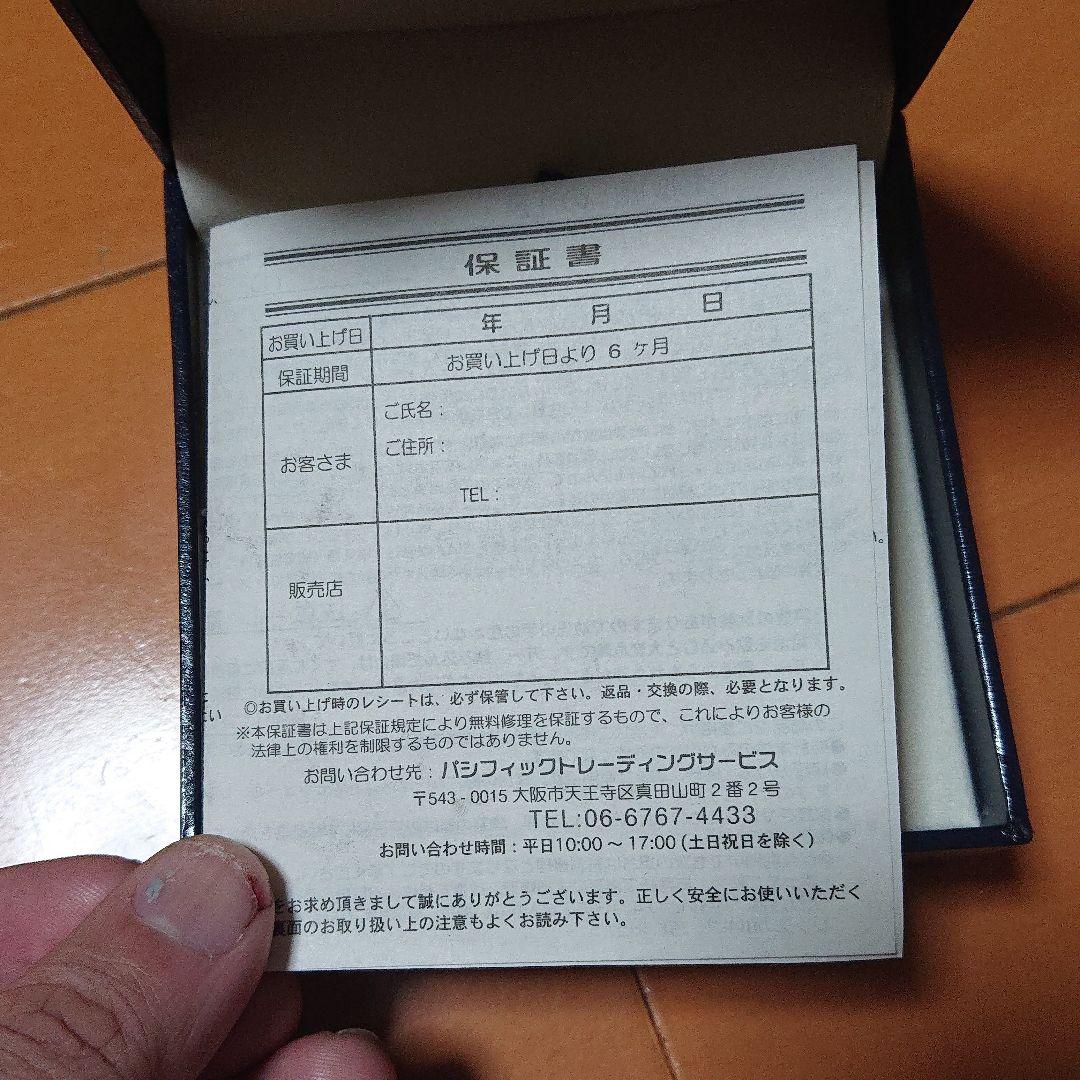 保証書
お買い上げ日 年 月 日
保証期間 お買い上げ日より 6 ヶ月
お客さま
ご氏名：
ご住所：
TEL：
販売店
◎お買い上げ時のレシートは、必ず保管して下さい。返品・交換の際、必要となります。
※本保証書は上記保証規定により無料修理を保証するもので、これによりお客様の
法律上の権利を制限するものではありません。
お問い合わせ先：パシフィックトレーディングサービス
〒543-0015 大阪市天王寺区真田山町2番2号
TEL:06-6767-4433
お問い合わせ時間：平日10:00～17:00 (土日祝日を除く)
をお求め頂きまして誠にありがとうございます。正しく安全にお使いいただく
裏面のお取り扱い上の注意もよくお読み下さい。